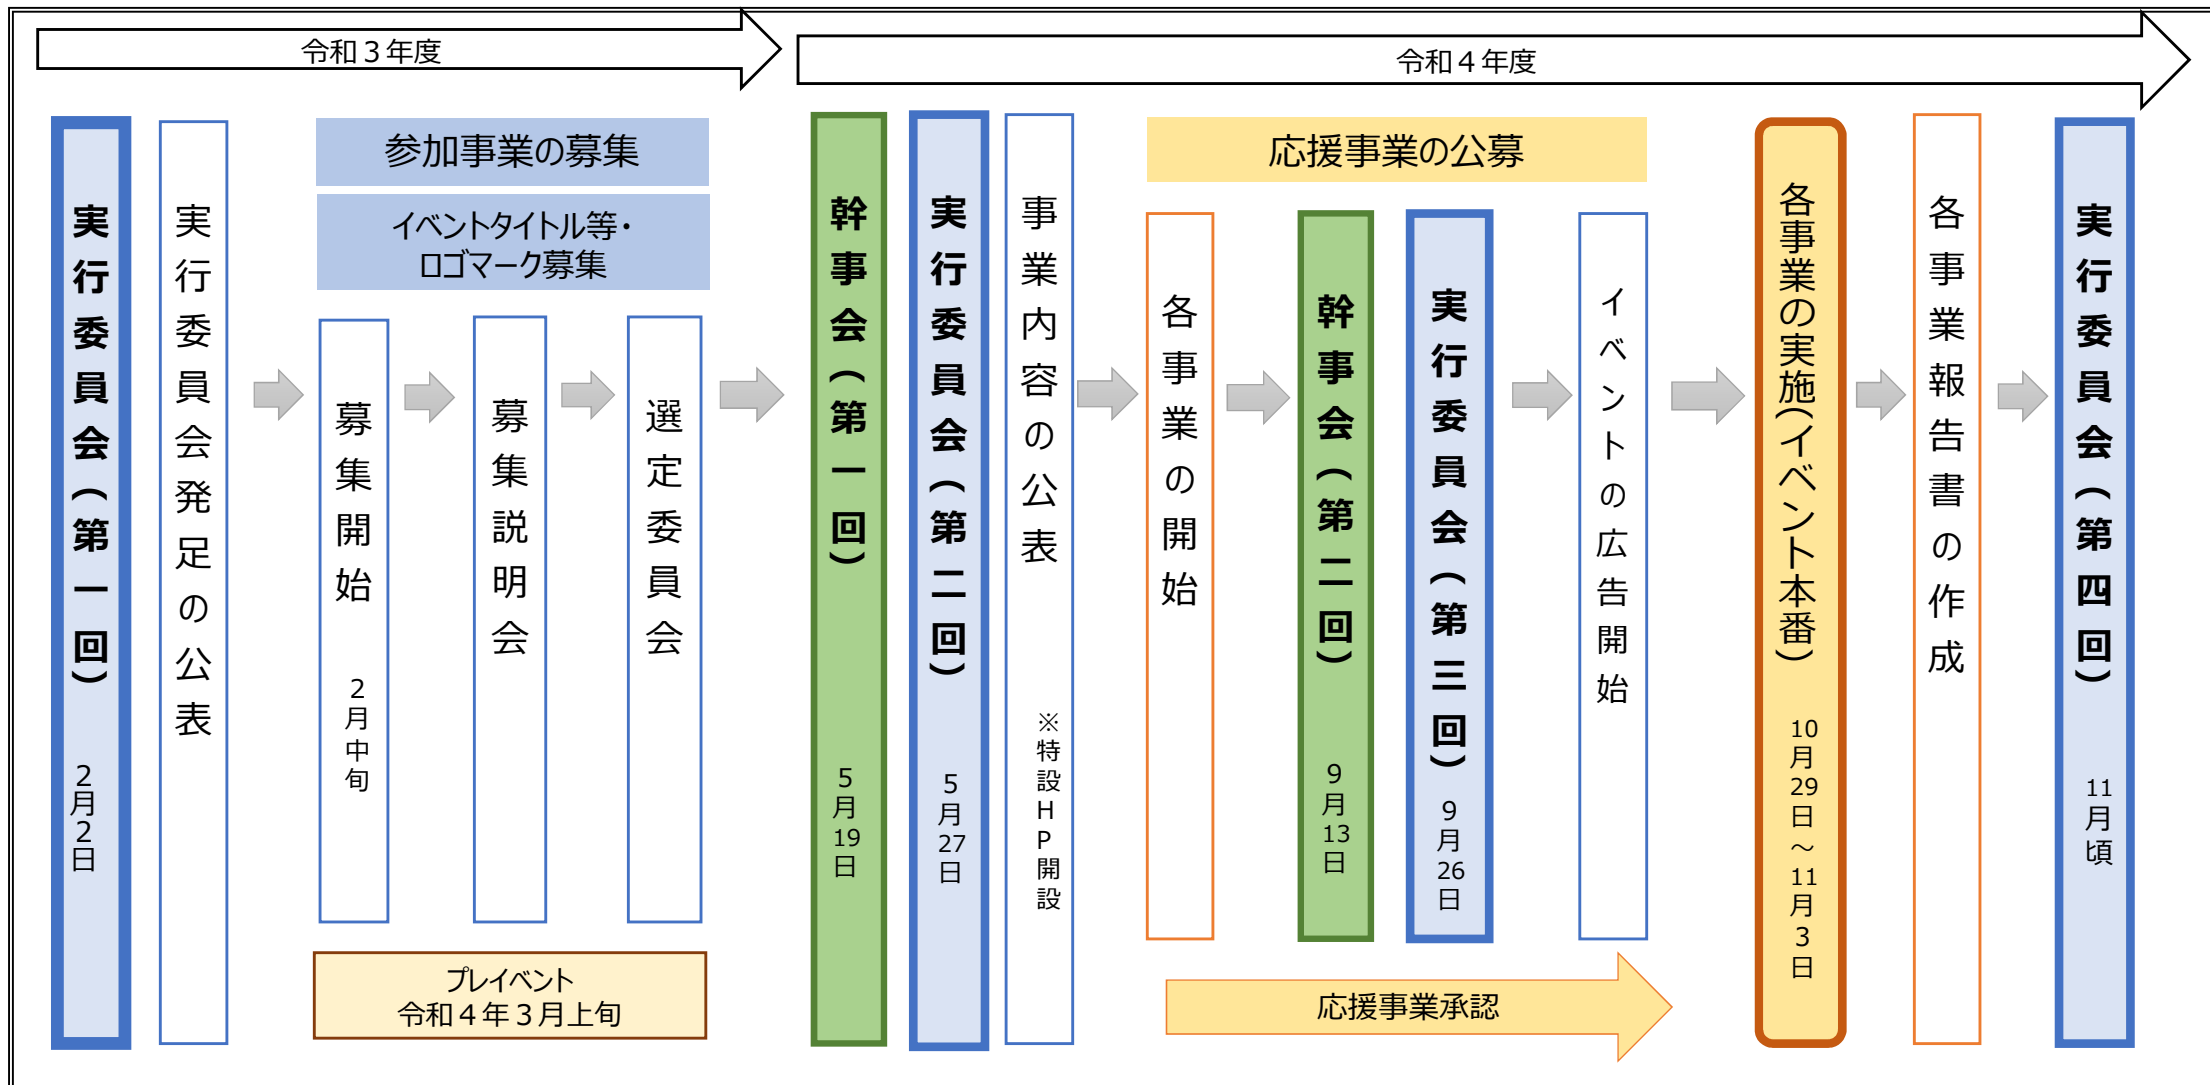 令和３年度
令和４年度
実行委員会（第一回） 2月2日
実行委員会発足の公表
参加事業の募集
イベントタイトル等・
ロゴマーク募集
募集開始 2月中旬
募集説明会
選定委員会
プレイベント
令和４年３月上旬
幹事会（第一回） 5月19日
実行委員会（第二回） 5月27日
事業内容の公表 ※特設ＨＰ開設
応援事業の公募
各事業の開始
幹事会（第二回） 9月13日
実行委員会（第三回） 9月26日
イベントの広告開始
応援事業承認
各事業の実施(イベント本番) 10月29日～11月3日
各事業報告書の作成
実行委員会（第四回） 11月頃